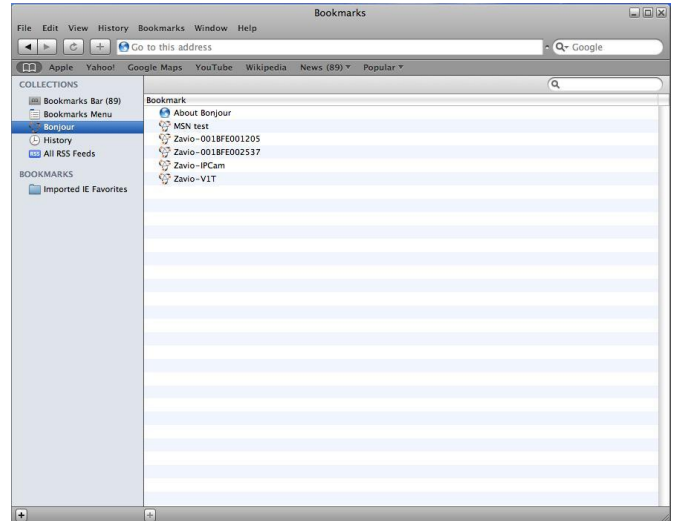 Bookmarks
File Edit View History Bookmarks Window Help
Go to this address
Google
Apple Yahoo! Google Maps YouTube Wikipedia News (89) Popular
COLLECTIONS
Bookmarks Bar (89)
Bookmarks Menu
Bonjour
History
RSS All RSS Feeds
BOOKMARKS
Imported IE Favorites
Bookmark
About Bonjour
MSN test
Zavio-001BFE001205
Zavio-001BFE002537
Zavio-IPCam
Zavio-V1T